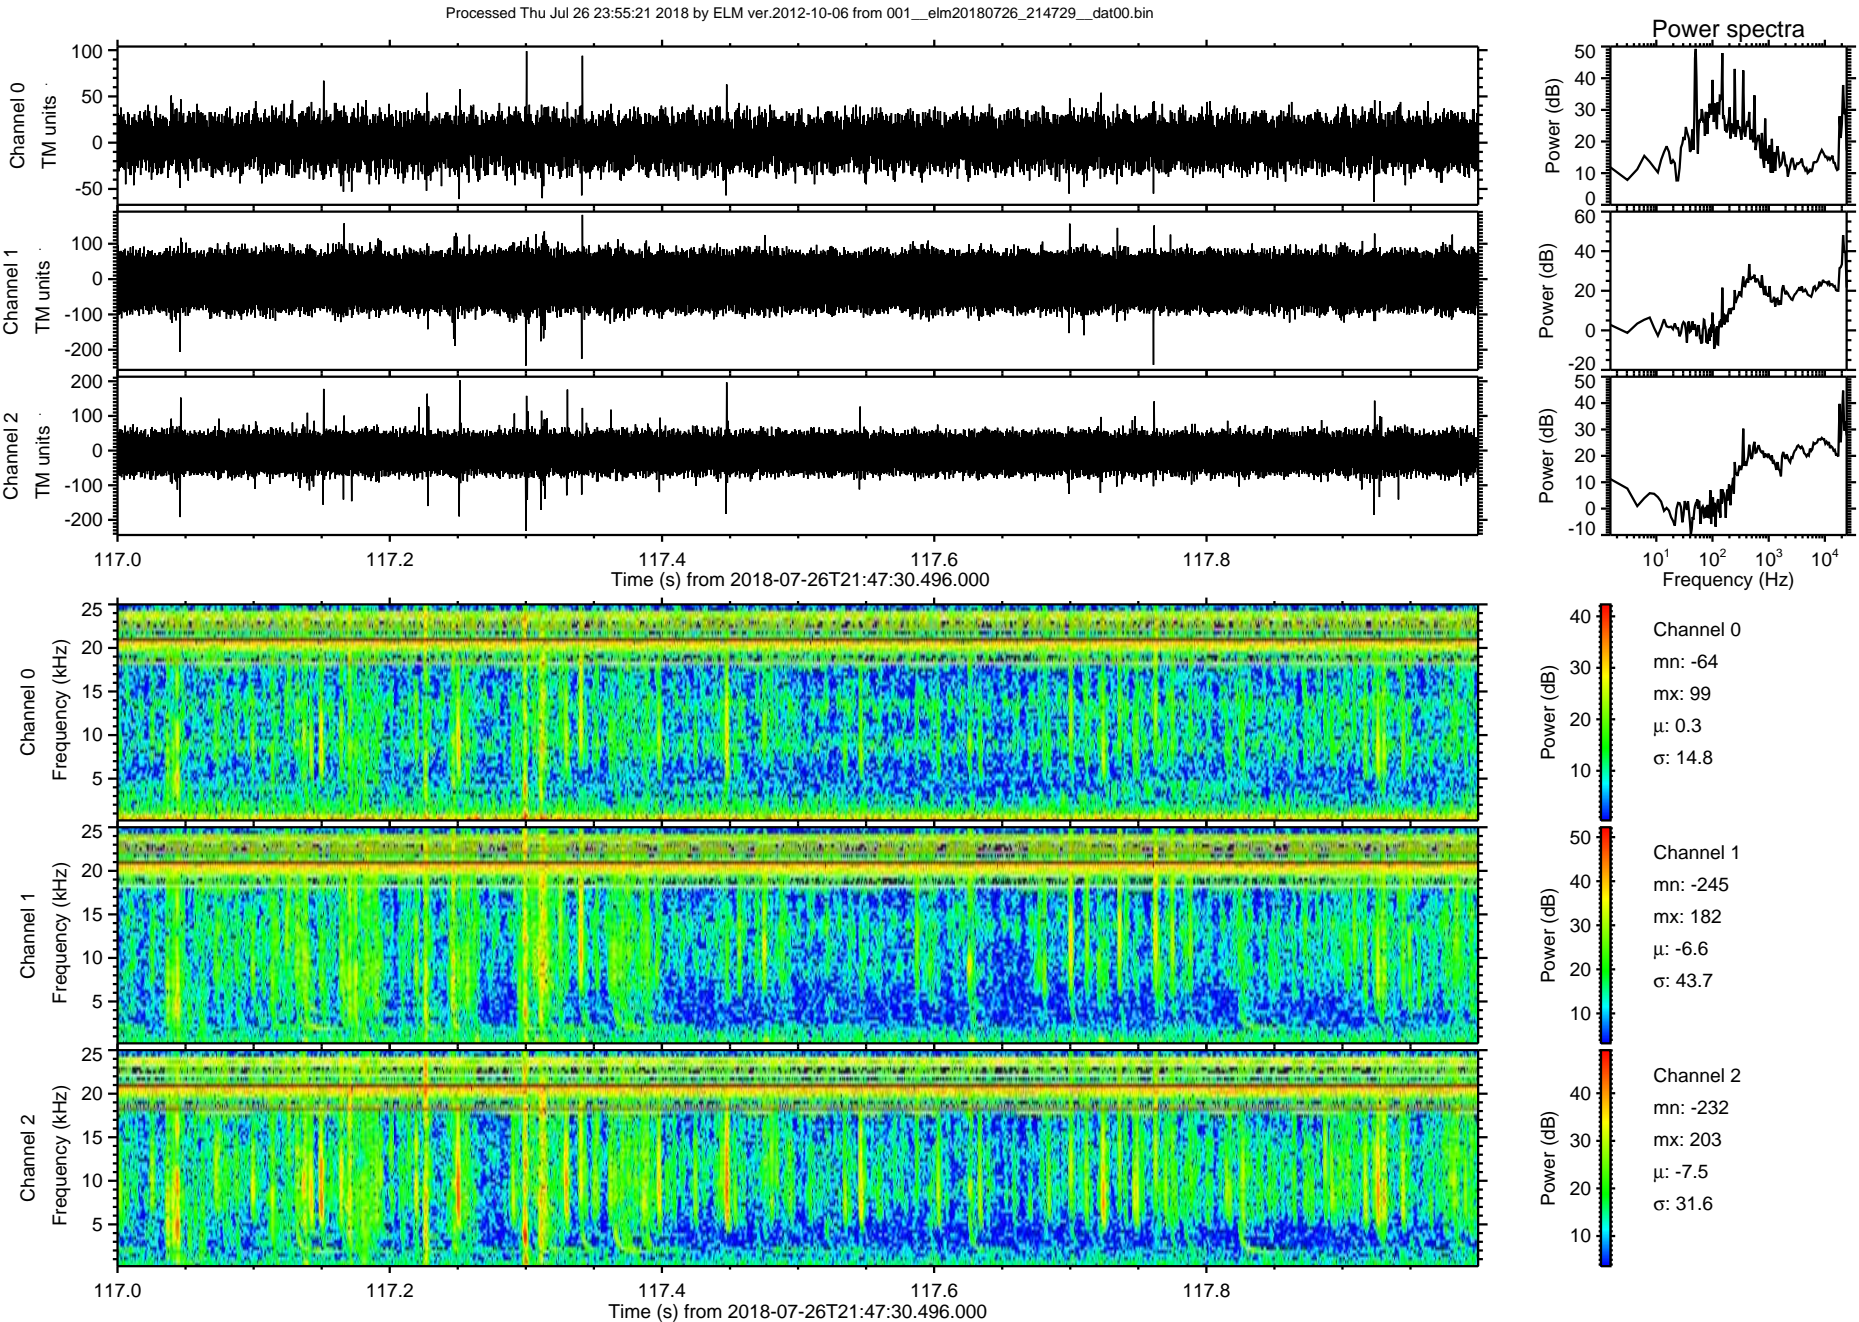 Processed Thu Jul 26 23:55:21 2018 by ELM ver.2012-10-06 from 001__elm20180726_214729__dat00.bin
Power spectra
Channel 0
TM units
100
50
0
-50
Power (dB)
50
40
30
20
10
0
Channel 1
TM units
100
0
-100
-200
Power (dB)
60
40
20
0
-20
Channel 2
TM units
200
100
0
-100
-200
Power (dB)
50
40
30
20
10
0
-10
117.0 117.2 117.4 117.6 117.8
Time (s) from 2018-07-26T21:47:30.496.000
10¹ 10² 10³ 10⁴
Frequency (Hz)
Channel 0
Frequency (kHz)
25
20
15
10
5
Power (dB)
40
30
20
10
Channel 0
mn: -64
mx: 99
µ: 0.3
σ: 14.8
Channel 1
Frequency (kHz)
25
20
15
10
5
Power (dB)
50
40
30
20
10
Channel 1
mn: -245
mx: 182
µ: -6.6
σ: 43.7
Channel 2
Frequency (kHz)
25
20
15
10
5
Power (dB)
40
30
20
10
Channel 2
mn: -232
mx: 203
µ: -7.5
σ: 31.6
117.0 117.2 117.4 117.6 117.8
Time (s) from 2018-07-26T21:47:30.496.000